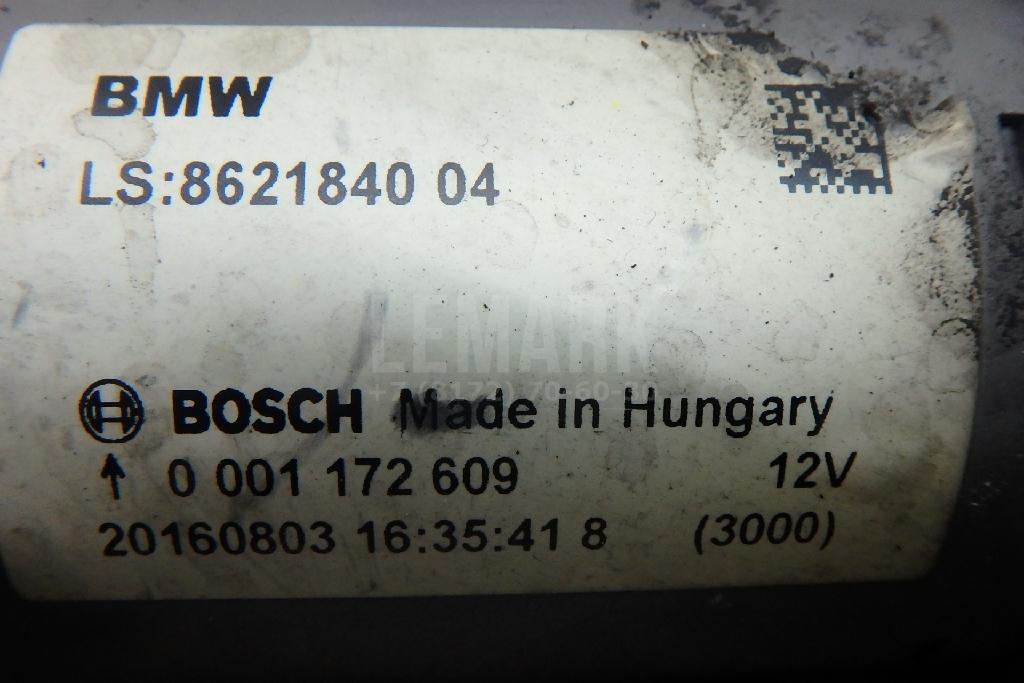 BMW
LS:8621840 04
LEMARK
BOSCH Made in Hungary
0 001 172 609 12V
20160803 16:35:41 8 (3000)